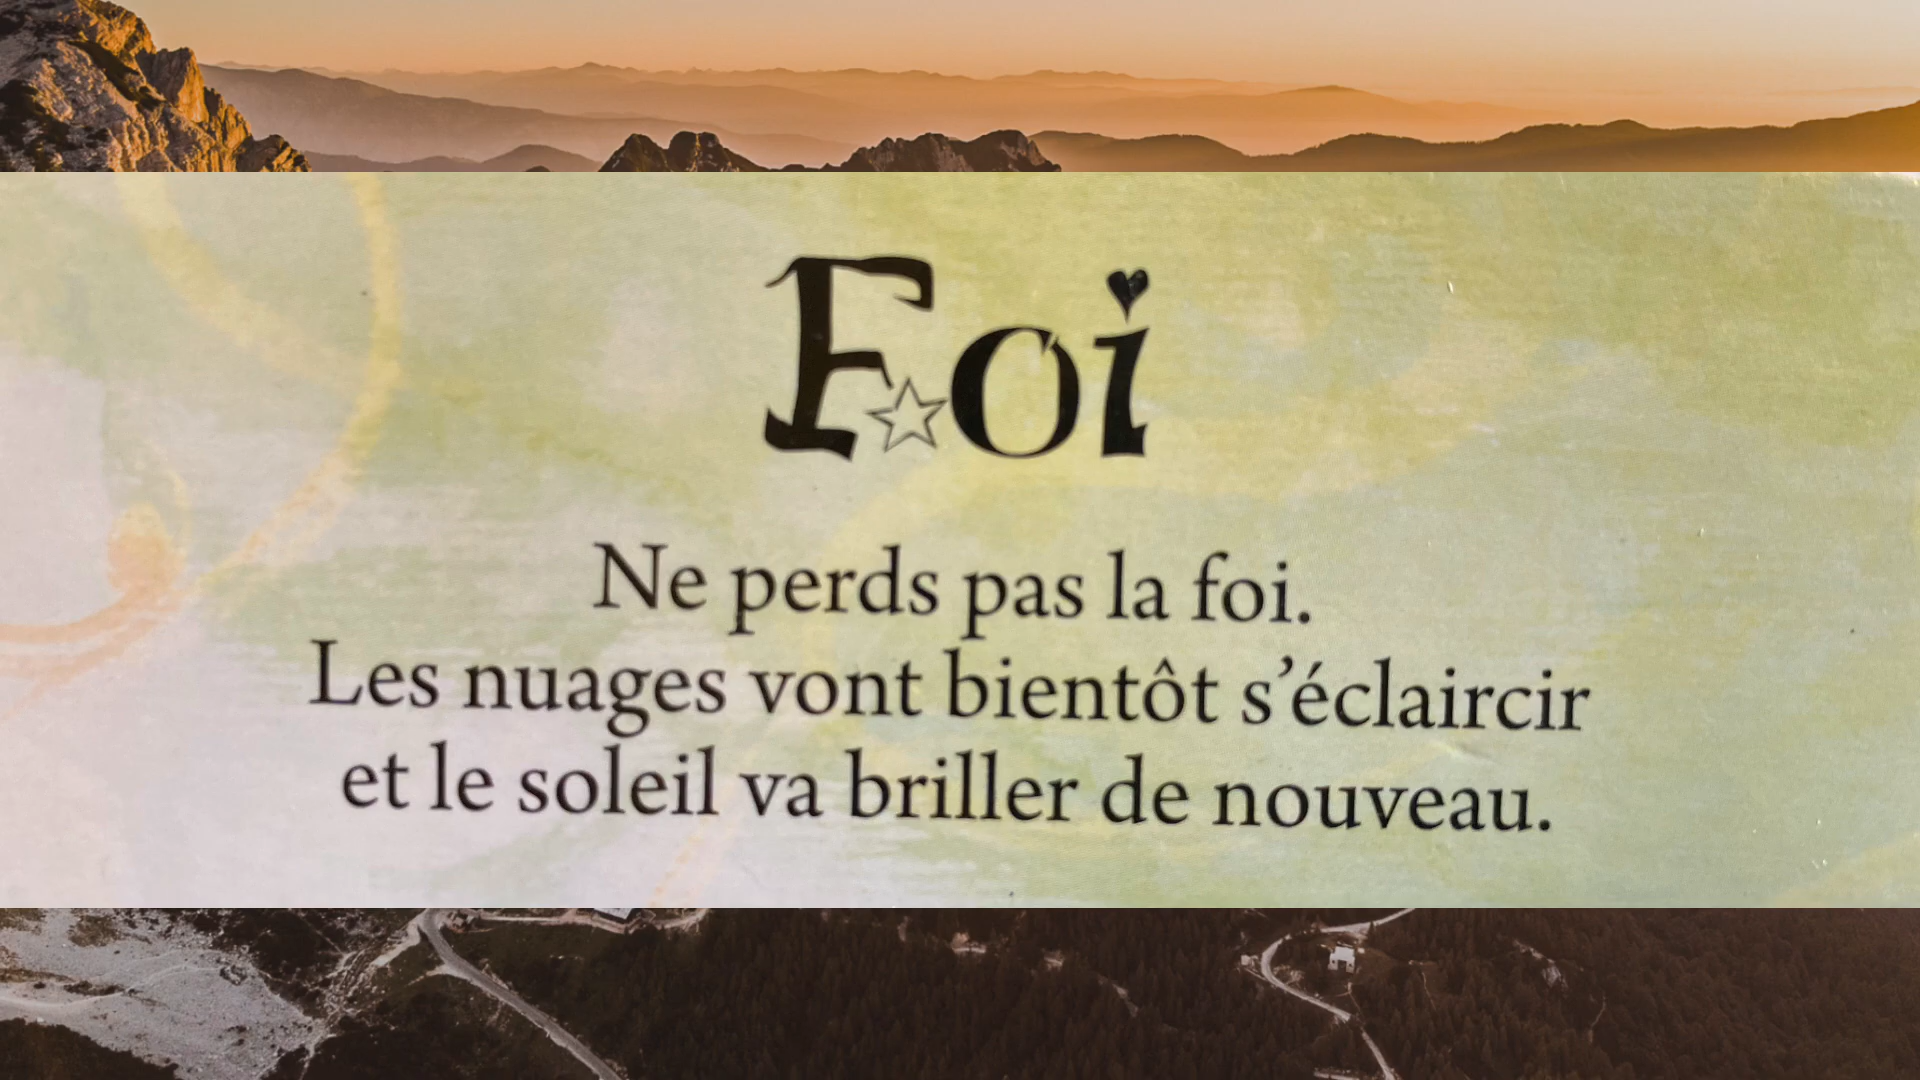 Foi
Ne perds pas la foi.
Les nuages vont bientôt s’éclaircir
et le soleil va briller de nouveau.